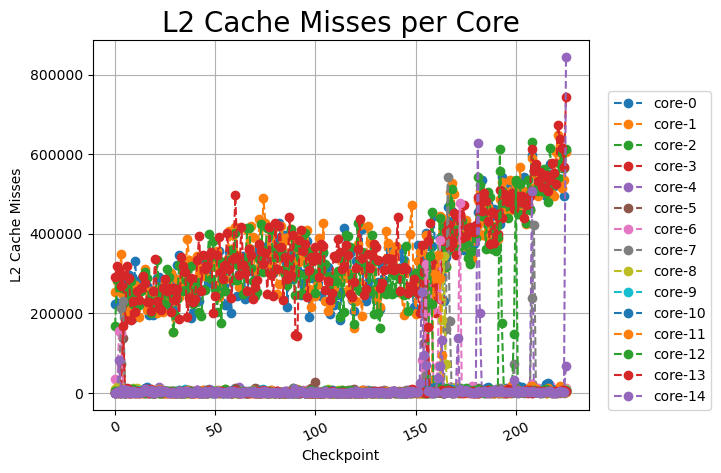 L2 Cache Misses per Core
L2 Cache Misses
800000
600000
400000
200000
0
0
50
100
150
200
Checkpoint
core-0
core-1
core-2
core-3
core-4
core-5
core-6
core-7
core-8
core-9
core-10
core-11
core-12
core-13
core-14